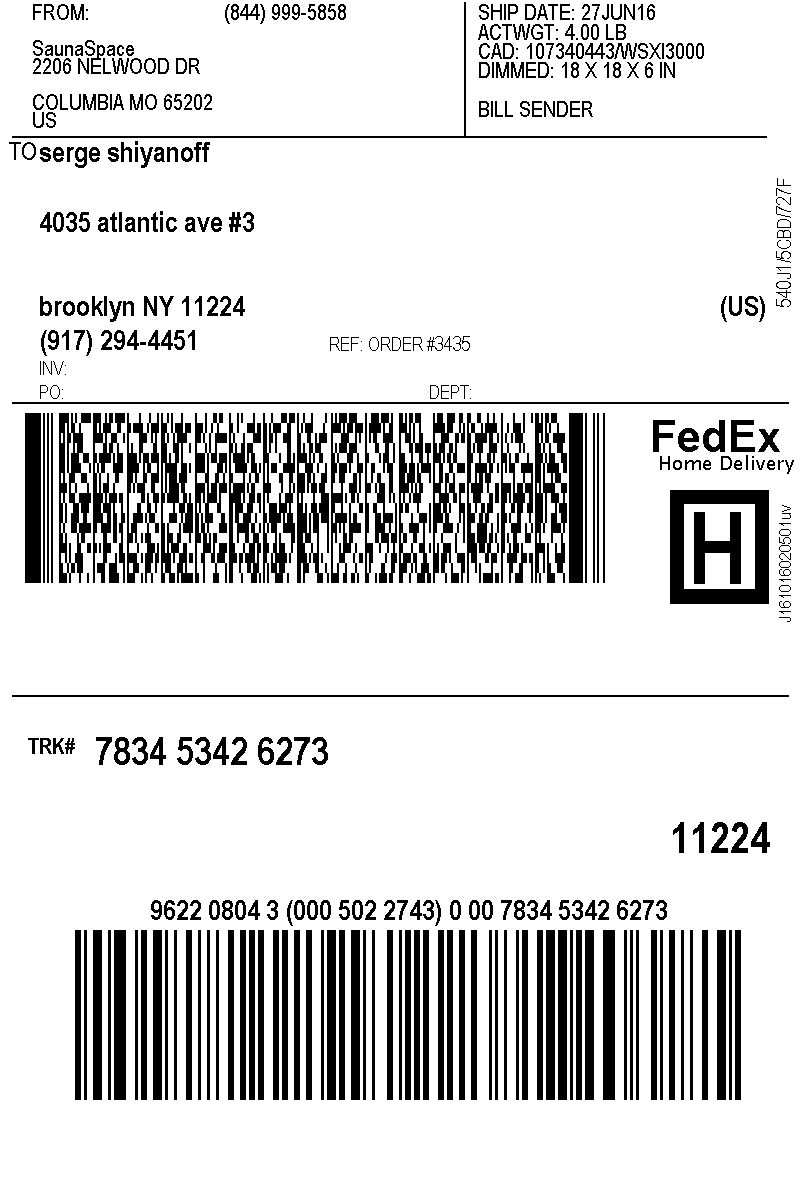 FROM: (844) 999-5858
SaunaSpace
2206 NELWOOD DR
COLUMBIA MO 65202
US
SHIP DATE: 27JUN16
ACTWGT: 4.00 LB
CAD: 107340443/WSXI3000
DIMMED: 18 X 18 X 6 IN
BILL SENDER
TO serge shiyanoff
4035 atlantic ave #3
brooklyn NY 11224 (US)
(917) 294-4451 REF: ORDER #3435
INV:
PO: DEPT:
540J1/5CBD/727F
FedEx
Home Delivery
H
J161016020501uv
TRK# 7834 5342 6273
11224
9622 0804 3 (000 502 2743) 0 00 7834 5342 6273